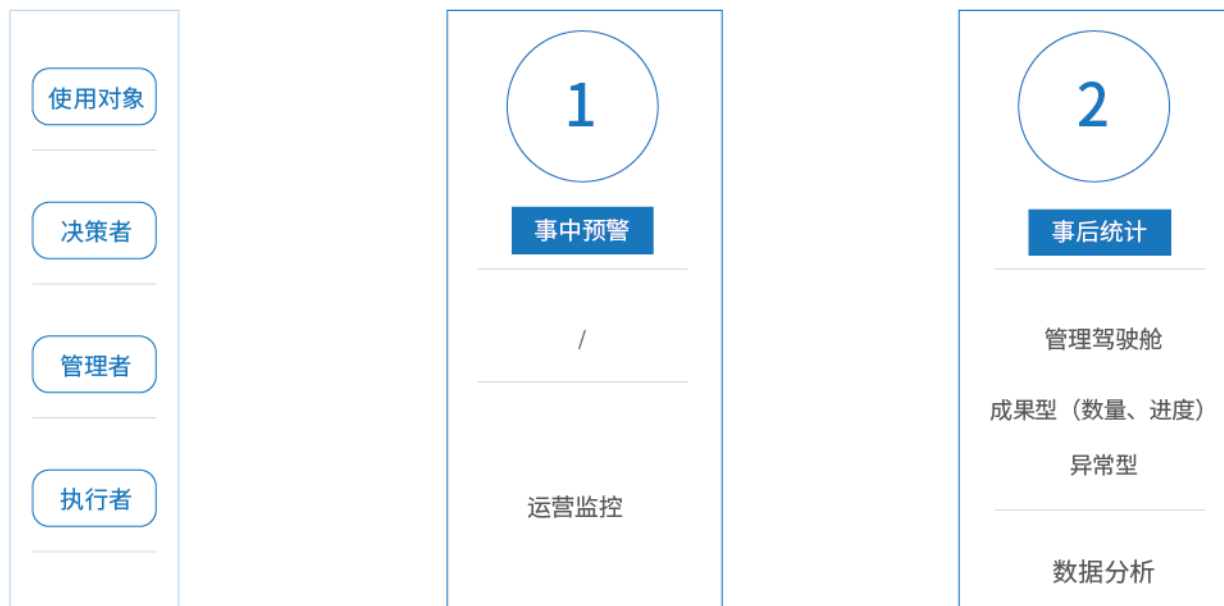 使用对象
决策者
管理者
执行者
1
事中预警
/
运营监控
2
事后统计
管理驾驶舱
成果型（数量、进度）
异常型
数据分析